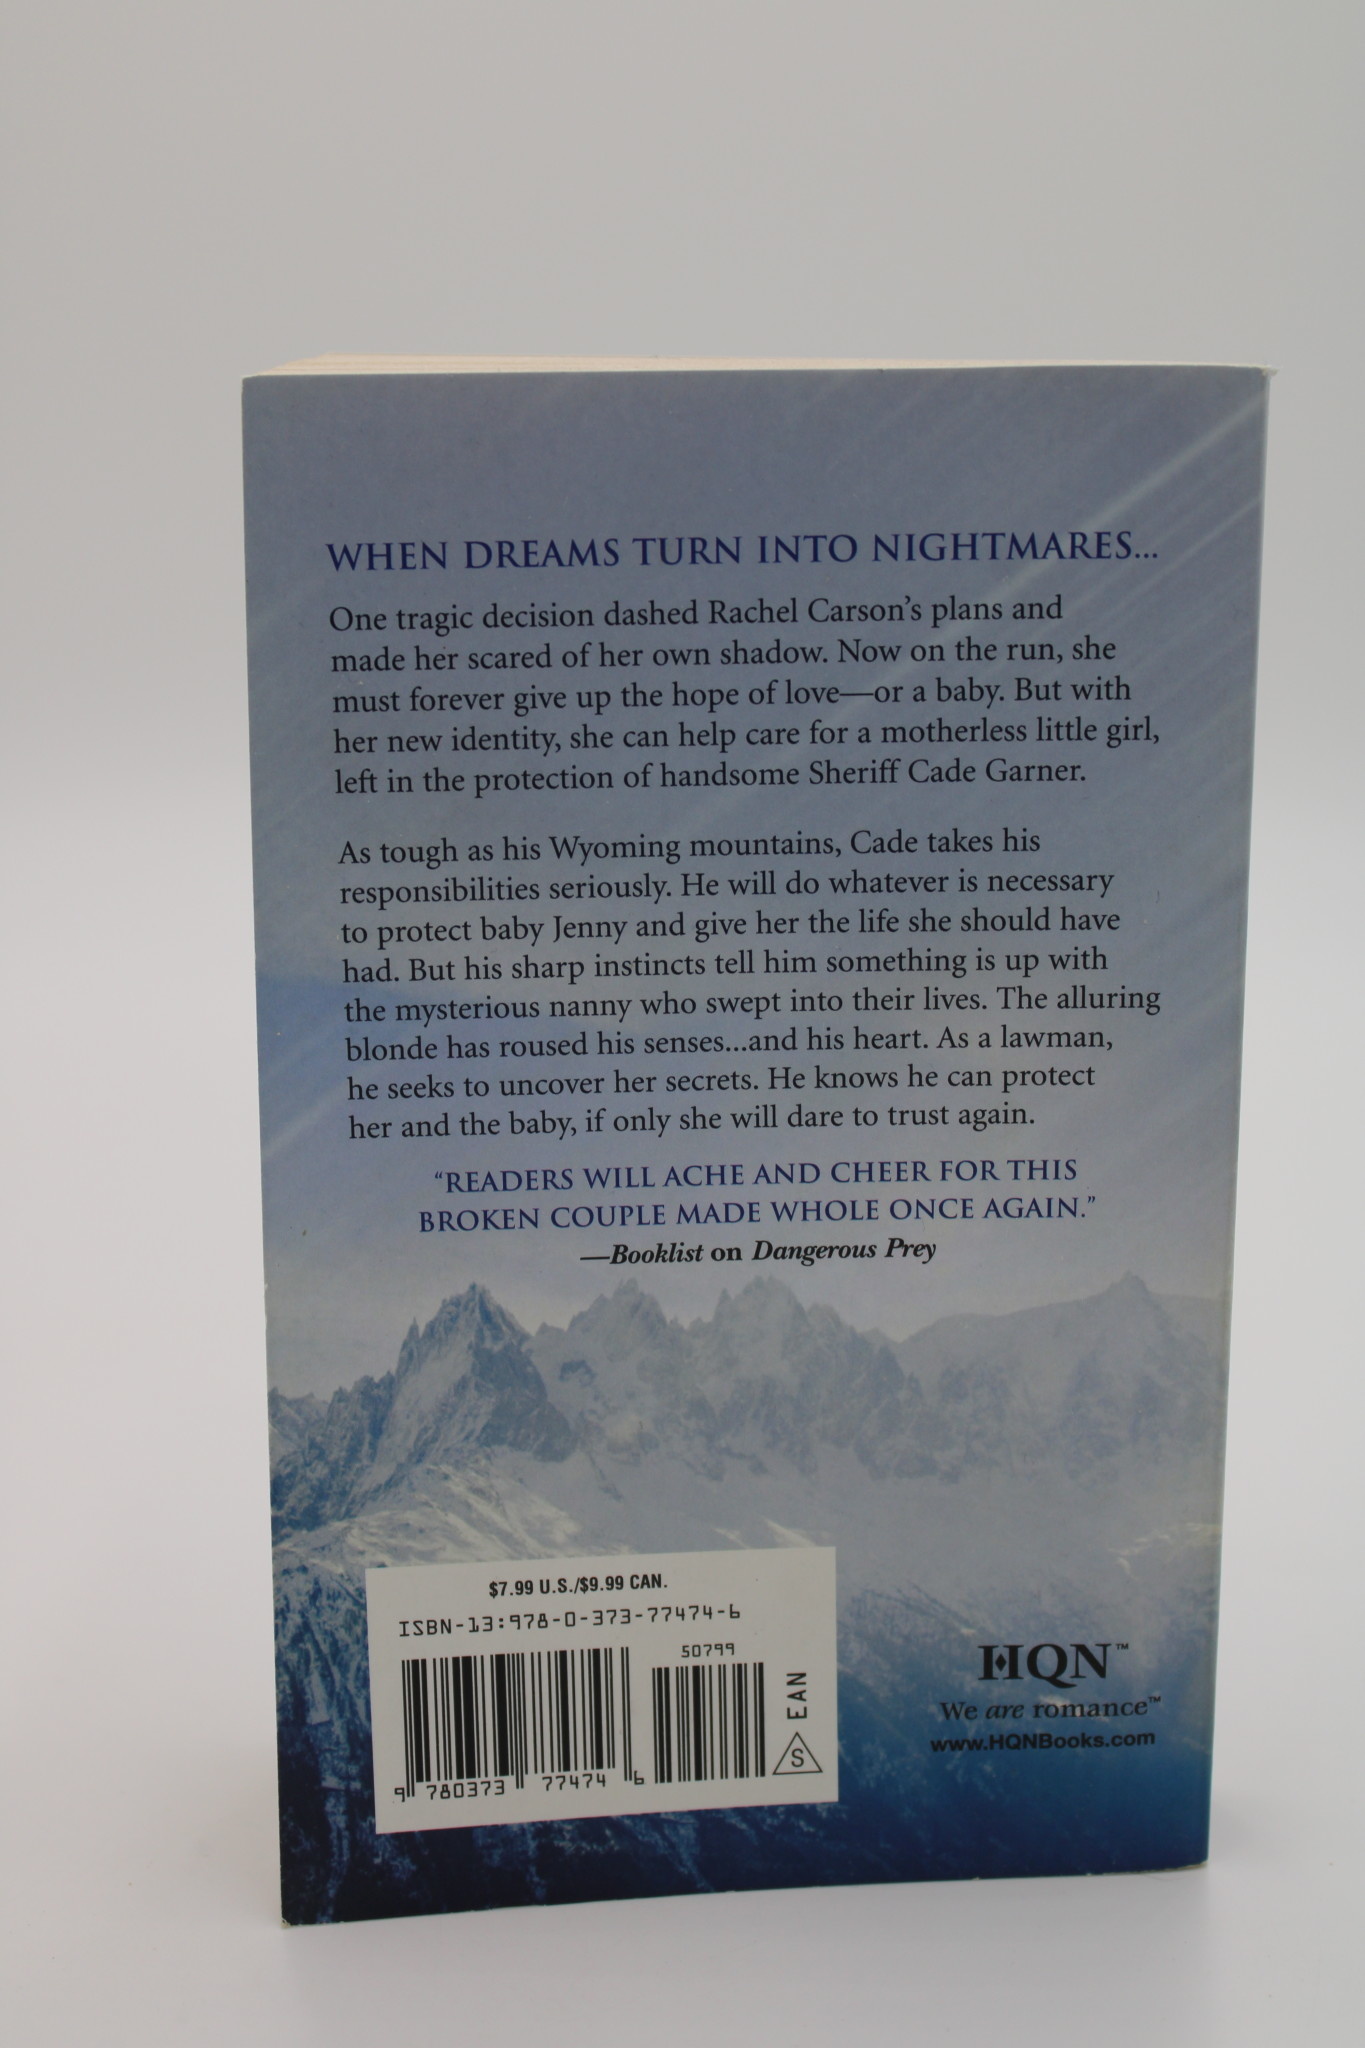 WHEN DREAMS TURN INTO NIGHTMARES...
One tragic decision dashed Rachel Carson's plans and
made her scared of her own shadow. Now on the run, she
must forever give up the hope of love—or a baby. But with
her new identity, she can help care for a motherless little girl,
left in the protection of handsome Sheriff Cade Garner.
As tough as his Wyoming mountains, Cade takes his
responsibilities seriously. He will do whatever is necessary
to protect baby Jenny and give her the life she should have
had. But his sharp instincts tell him something is up with
the mysterious nanny who swept into their lives. The alluring
blonde has roused his senses...and his heart. As a lawman,
he seeks to uncover her secrets. He knows he can protect
her and the baby, if only she will dare to trust again.
“READERS WILL ACHE AND CHEER FOR THIS
BROKEN COUPLE MADE WHOLE ONCE AGAIN.”
—Booklist on Dangerous Prey
$7.99 U.S./$9.99 CAN.
ISBN-13:978-0-373-77474-6
50799
EAN
S
9 780373 77474 6
HQN™
We are romance™
www.HQNBooks.com